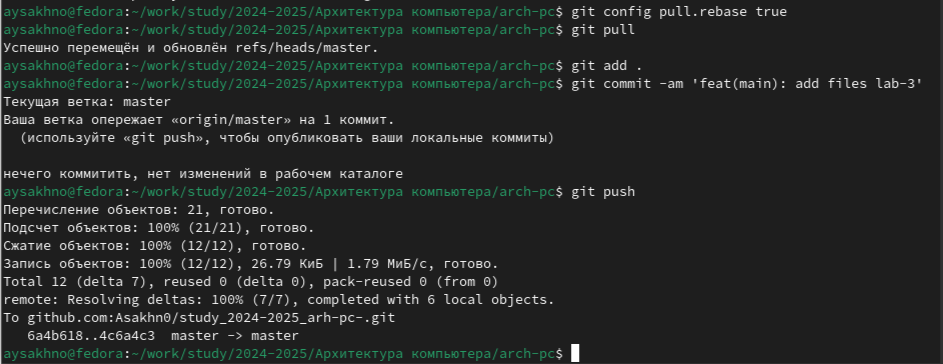 aysakhno@fedora:~/work/study/2024-2025/Архитектура компьютера/arch-pc$ git config pull.rebase true
aysakhno@fedora:~/work/study/2024-2025/Архитектура компьютера/arch-pc$ git pull
Успешно перемещён и обновлён refs/heads/master.
aysakhno@fedora:~/work/study/2024-2025/Архитектура компьютера/arch-pc$ git add .
aysakhno@fedora:~/work/study/2024-2025/Архитектура компьютера/arch-pc$ git commit -am 'feat(main): add files lab-3'
Текущая ветка: master
Ваша ветка опережает «origin/master» на 1 коммит.
  (используйте «git push», чтобы опубликовать ваши локальные коммиты)

нечего коммитить, нет изменений в рабочем каталоге
aysakhno@fedora:~/work/study/2024-2025/Архитектура компьютера/arch-pc$ git push
Перечисление объектов: 21, готово.
Подсчет объектов: 100% (21/21), готово.
Сжатие объектов: 100% (12/12), готово.
Запись объектов: 100% (12/12), 26.79 КиБ | 1.79 МиБ/с, готово.
Total 12 (delta 7), reused 0 (delta 0), pack-reused 0 (from 0)
remote: Resolving deltas: 100% (7/7), completed with 6 local objects.
To github.com:Asakhn0/study_2024-2025_arh-pc-.git
   6a4b618..4c6a4c3  master -> master
aysakhno@fedora:~/work/study/2024-2025/Архитектура компьютера/arch-pc$